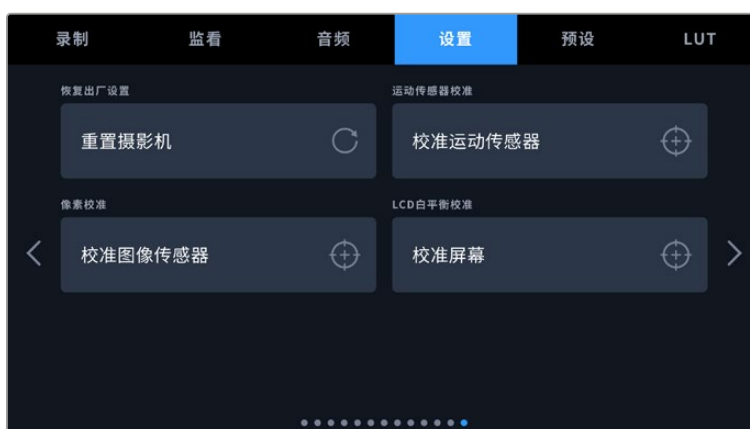 录制 监看 音频 设置 预设 LUT
恢复出厂设置 运动传感器校准
重置摄影机 校准运动传感器
像素校准 LCD白平衡校准
校准图像传感器 校准屏幕